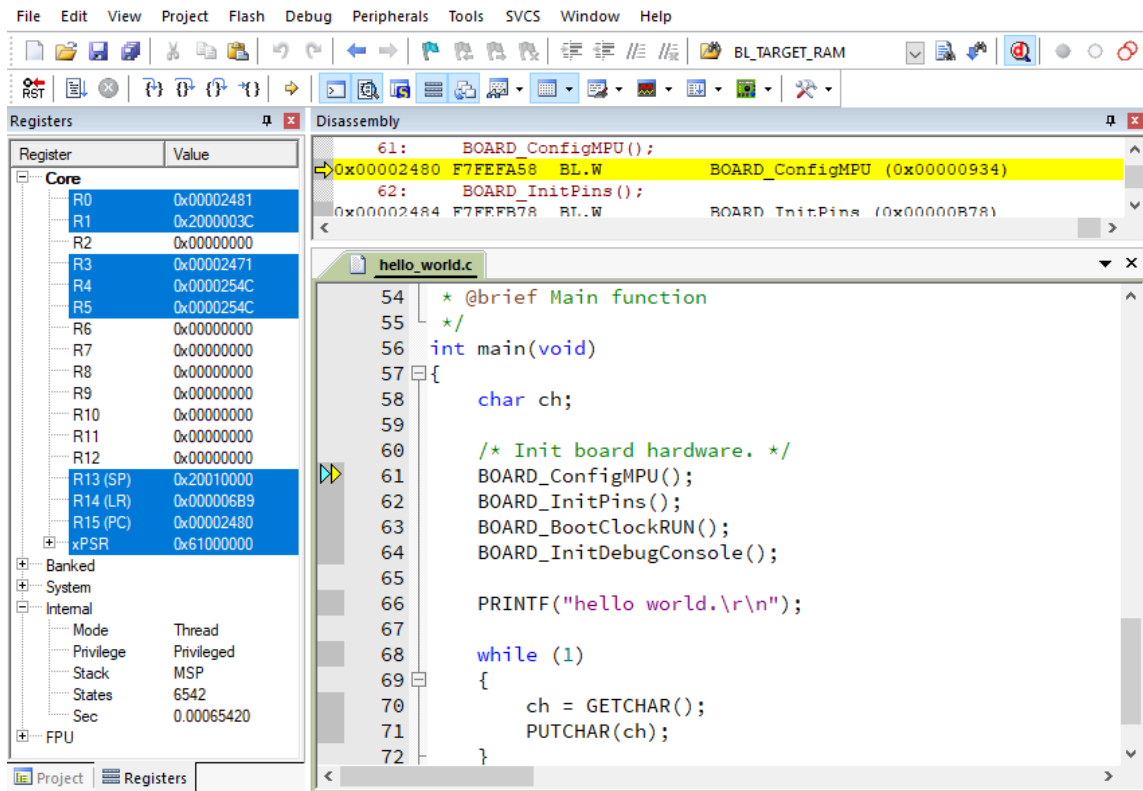 File Edit View Project Flash Debug Peripherals Tools SVCS Window Help
BL_TARGET_RAM
RST
Registers
Register Value
Core
R0 0x00002481
R1 0x2000003C
R2 0x00000000
R3 0x00002471
R4 0x0000254C
R5 0x0000254C
R6 0x00000000
R7 0x00000000
R8 0x00000000
R9 0x00000000
R10 0x00000000
R11 0x00000000
R12 0x00000000
R13 (SP) 0x20010000
R14 (LR) 0x000006B9
R15 (PC) 0x00002480
xPSR 0x61000000
Banked
System
Internal
Mode Thread
Privilege Privileged
Stack MSP
States 6542
Sec 0.00065420
FPU
Project Registers
Disassembly
61: BOARD_ConfigMPU();
0x00002480 F7FEFA58 BL.W BOARD_ConfigMPU (0x00000934)
62: BOARD_InitPins();
0x00002484 F7FEFB78 BL.W BOARD_InitPins (0x00000B78)
hello_world.c
54 * @brief Main function
55 */
56 int main(void)
57 {
58 char ch;
59
60 /* Init board hardware. */
61 BOARD_ConfigMPU();
62 BOARD_InitPins();
63 BOARD_BootClockRUN();
64 BOARD_InitDebugConsole();
65
66 PRINTF("hello world.\r\n");
67
68 while (1)
69 {
70 ch = GETCHAR();
71 PUTCHAR(ch);
72 }